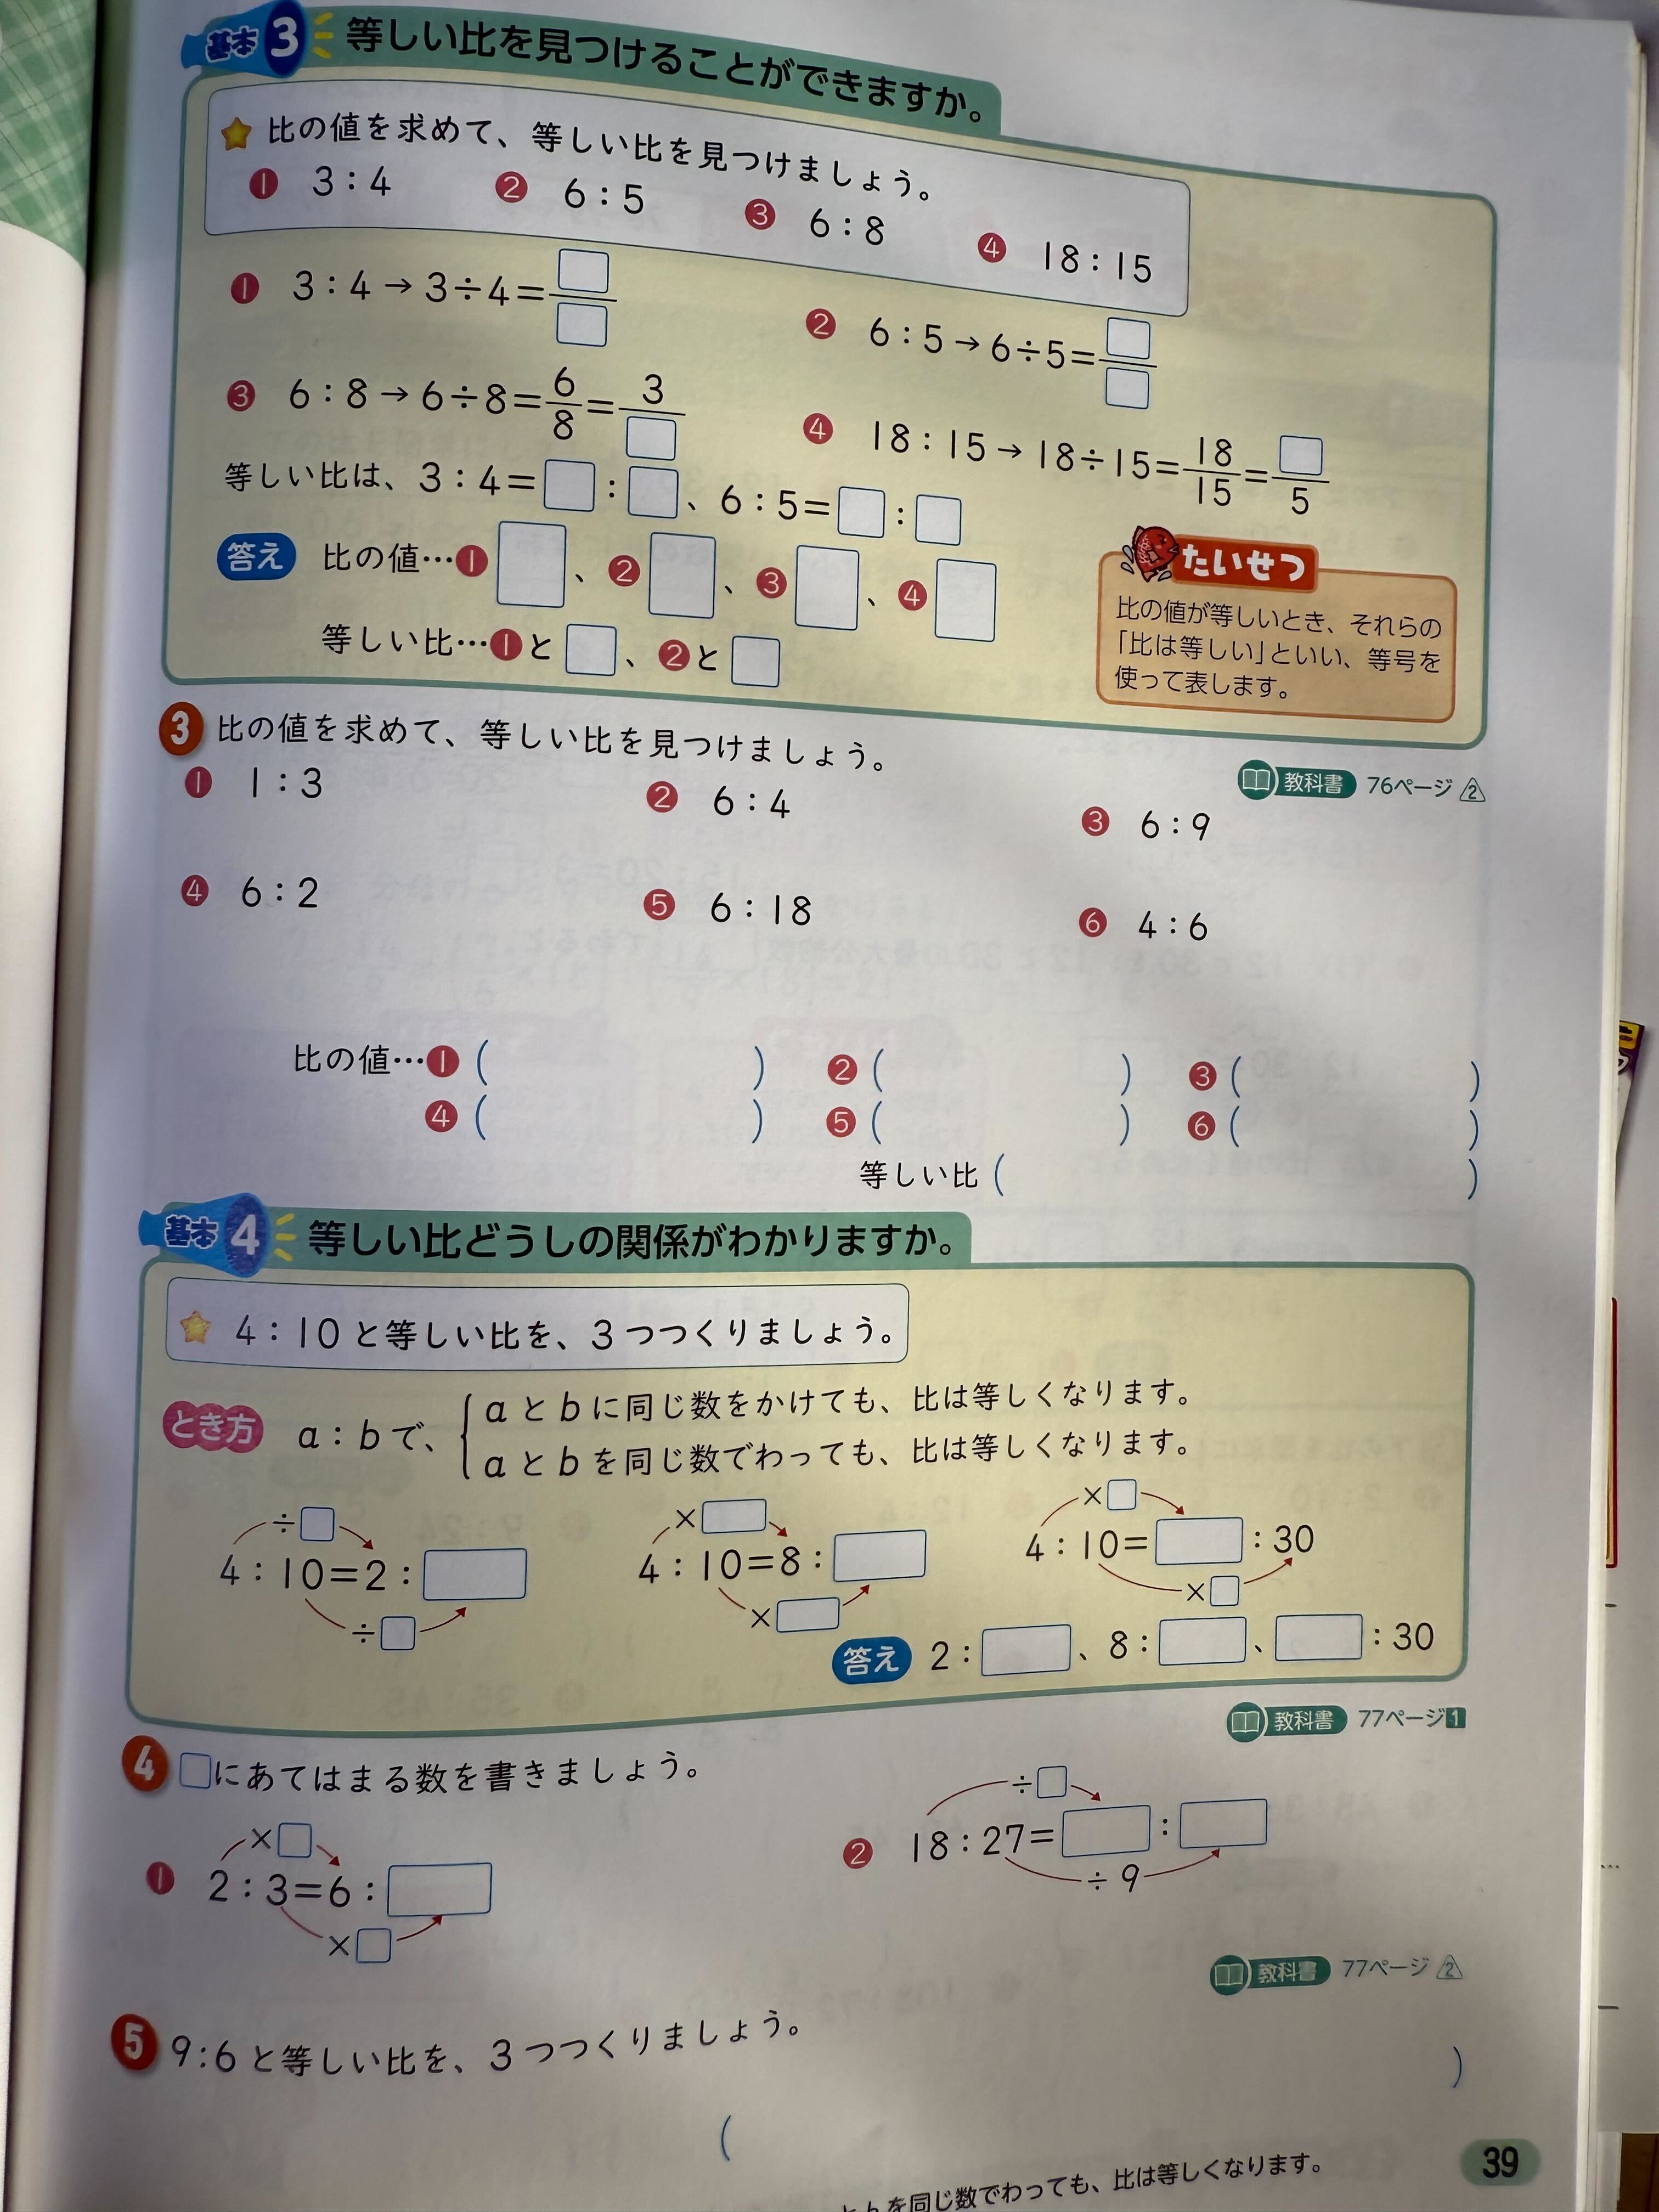 基本3 等しい比を見つけることができますか。
比の値を求めて、等しい比を見つけましょう。
❶ 3:4 ❷ 6:5 ❸ 6:8 ❹ 18:15
❶ 3:4→3÷4=□/□
❷ 6:5→6÷5=□/□
❸ 6:8→6÷8=6/8=3/□
❹ 18:15→18÷15=18/15=□/5
等しい比は、3:4=□:□、6:5=□:□
答え 比の値…❶□、❷□、❸□、❹□
等しい比…❶と□、❷と□
たいせつ
比の値が等しいとき、それらの
「比は等しい」といい、等号を
使って表します。
3 比の値を求めて、等しい比を見つけましょう。
教科書 76ページ 2
❶ 1:3 ❷ 6:4 ❸ 6:9
❹ 6:2 ❺ 6:18 ❻ 4:6
比の値…❶( ) ❷( ) ❸( )
❹( ) ❺( ) ❻( )
等しい比( )
基本4 等しい比どうしの関係がわかりますか。
4:10と等しい比を、3つつくりましょう。
とき方 a:bで、
aとbに同じ数をかけても、比は等しくなります。
aとbを同じ数でわっても、比は等しくなります。
÷□ ×□ ×□
4:10=2:□ 4:10=8:□ 4:10=□:30
÷□ ×□ ×□
答え 2:□、8:□、□:30
教科書 77ページ 1
4 □にあてはまる数を書きましょう。
×□ ÷□
❶ 2:3=6:□ ❷ 18:27=□:□
×□ ÷9
教科書 77ページ 2
5 9:6と等しい比を、3つつくりましょう。
( )
39
とbを同じ数でわっても、比は等しくなります。